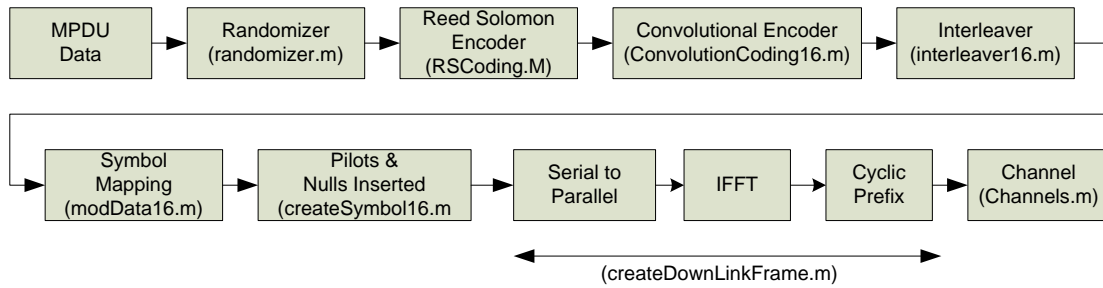 MPDU
Data
Randomizer
(randomizer.m)
Reed Solomon
Encoder
(RSCoding.M)
Convolutional Encoder
(ConvolutionCoding16.m)
Interleaver
(interleaver16.m)
Symbol
Mapping
(modData16.m)
Pilots &
Nulls Inserted
(createSymbol16.m
Serial to
Parallel
IFFT
Cyclic
Prefix
Channel
(Channels.m)
(createDownLinkFrame.m)